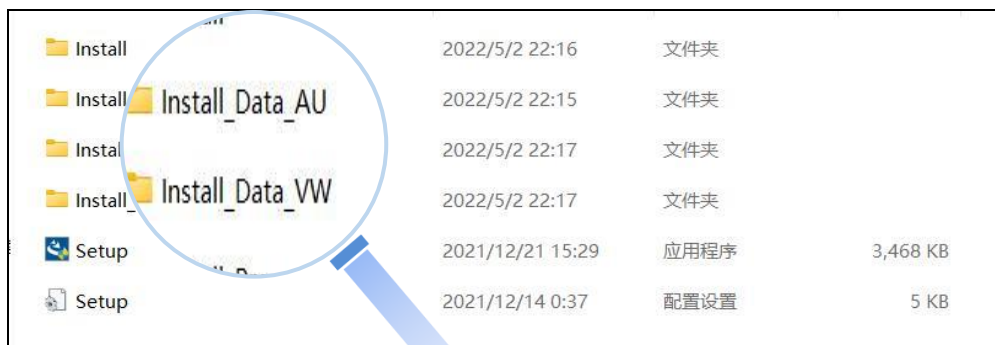 Install 2022/5/2 22:16 文件夹
Install 2022/5/2 22:15 文件夹
Install_Data_AU
Instal 2022/5/2 22:17 文件夹
Install_Data_VW
Install_ 2022/5/2 22:17 文件夹
Setup 2021/12/21 15:29 应用程序 3,468 KB
Setup 2021/12/14 0:37 配置设置 5 KB